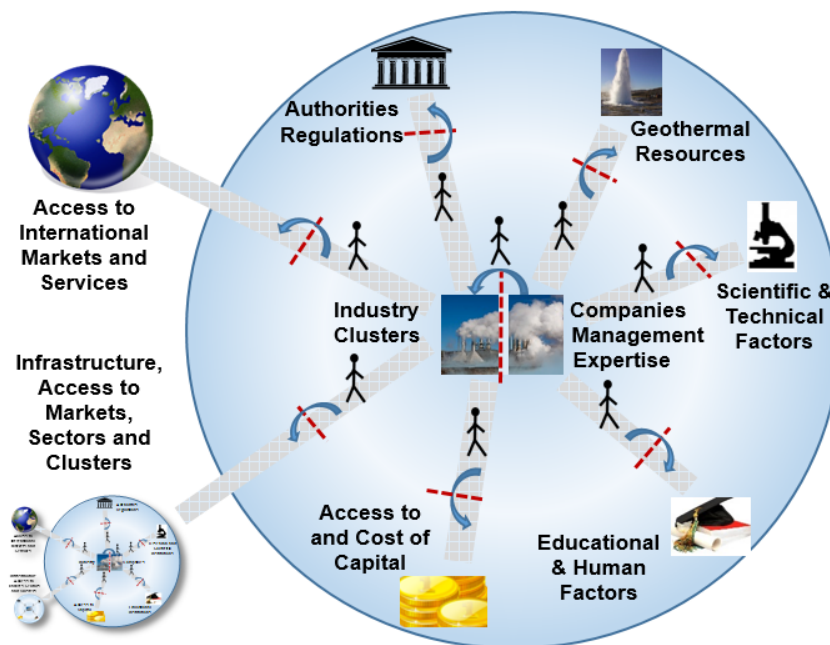 Authorities
Regulations
Geothermal
Resources
Access to
International
Markets and
Services
Scientific &
Technical
Factors
Industry
Clusters
Companies
Management
Expertise
Infrastructure,
Access to
Markets,
Sectors and
Clusters
Access to
and Cost of
Capital
Educational
& Human
Factors